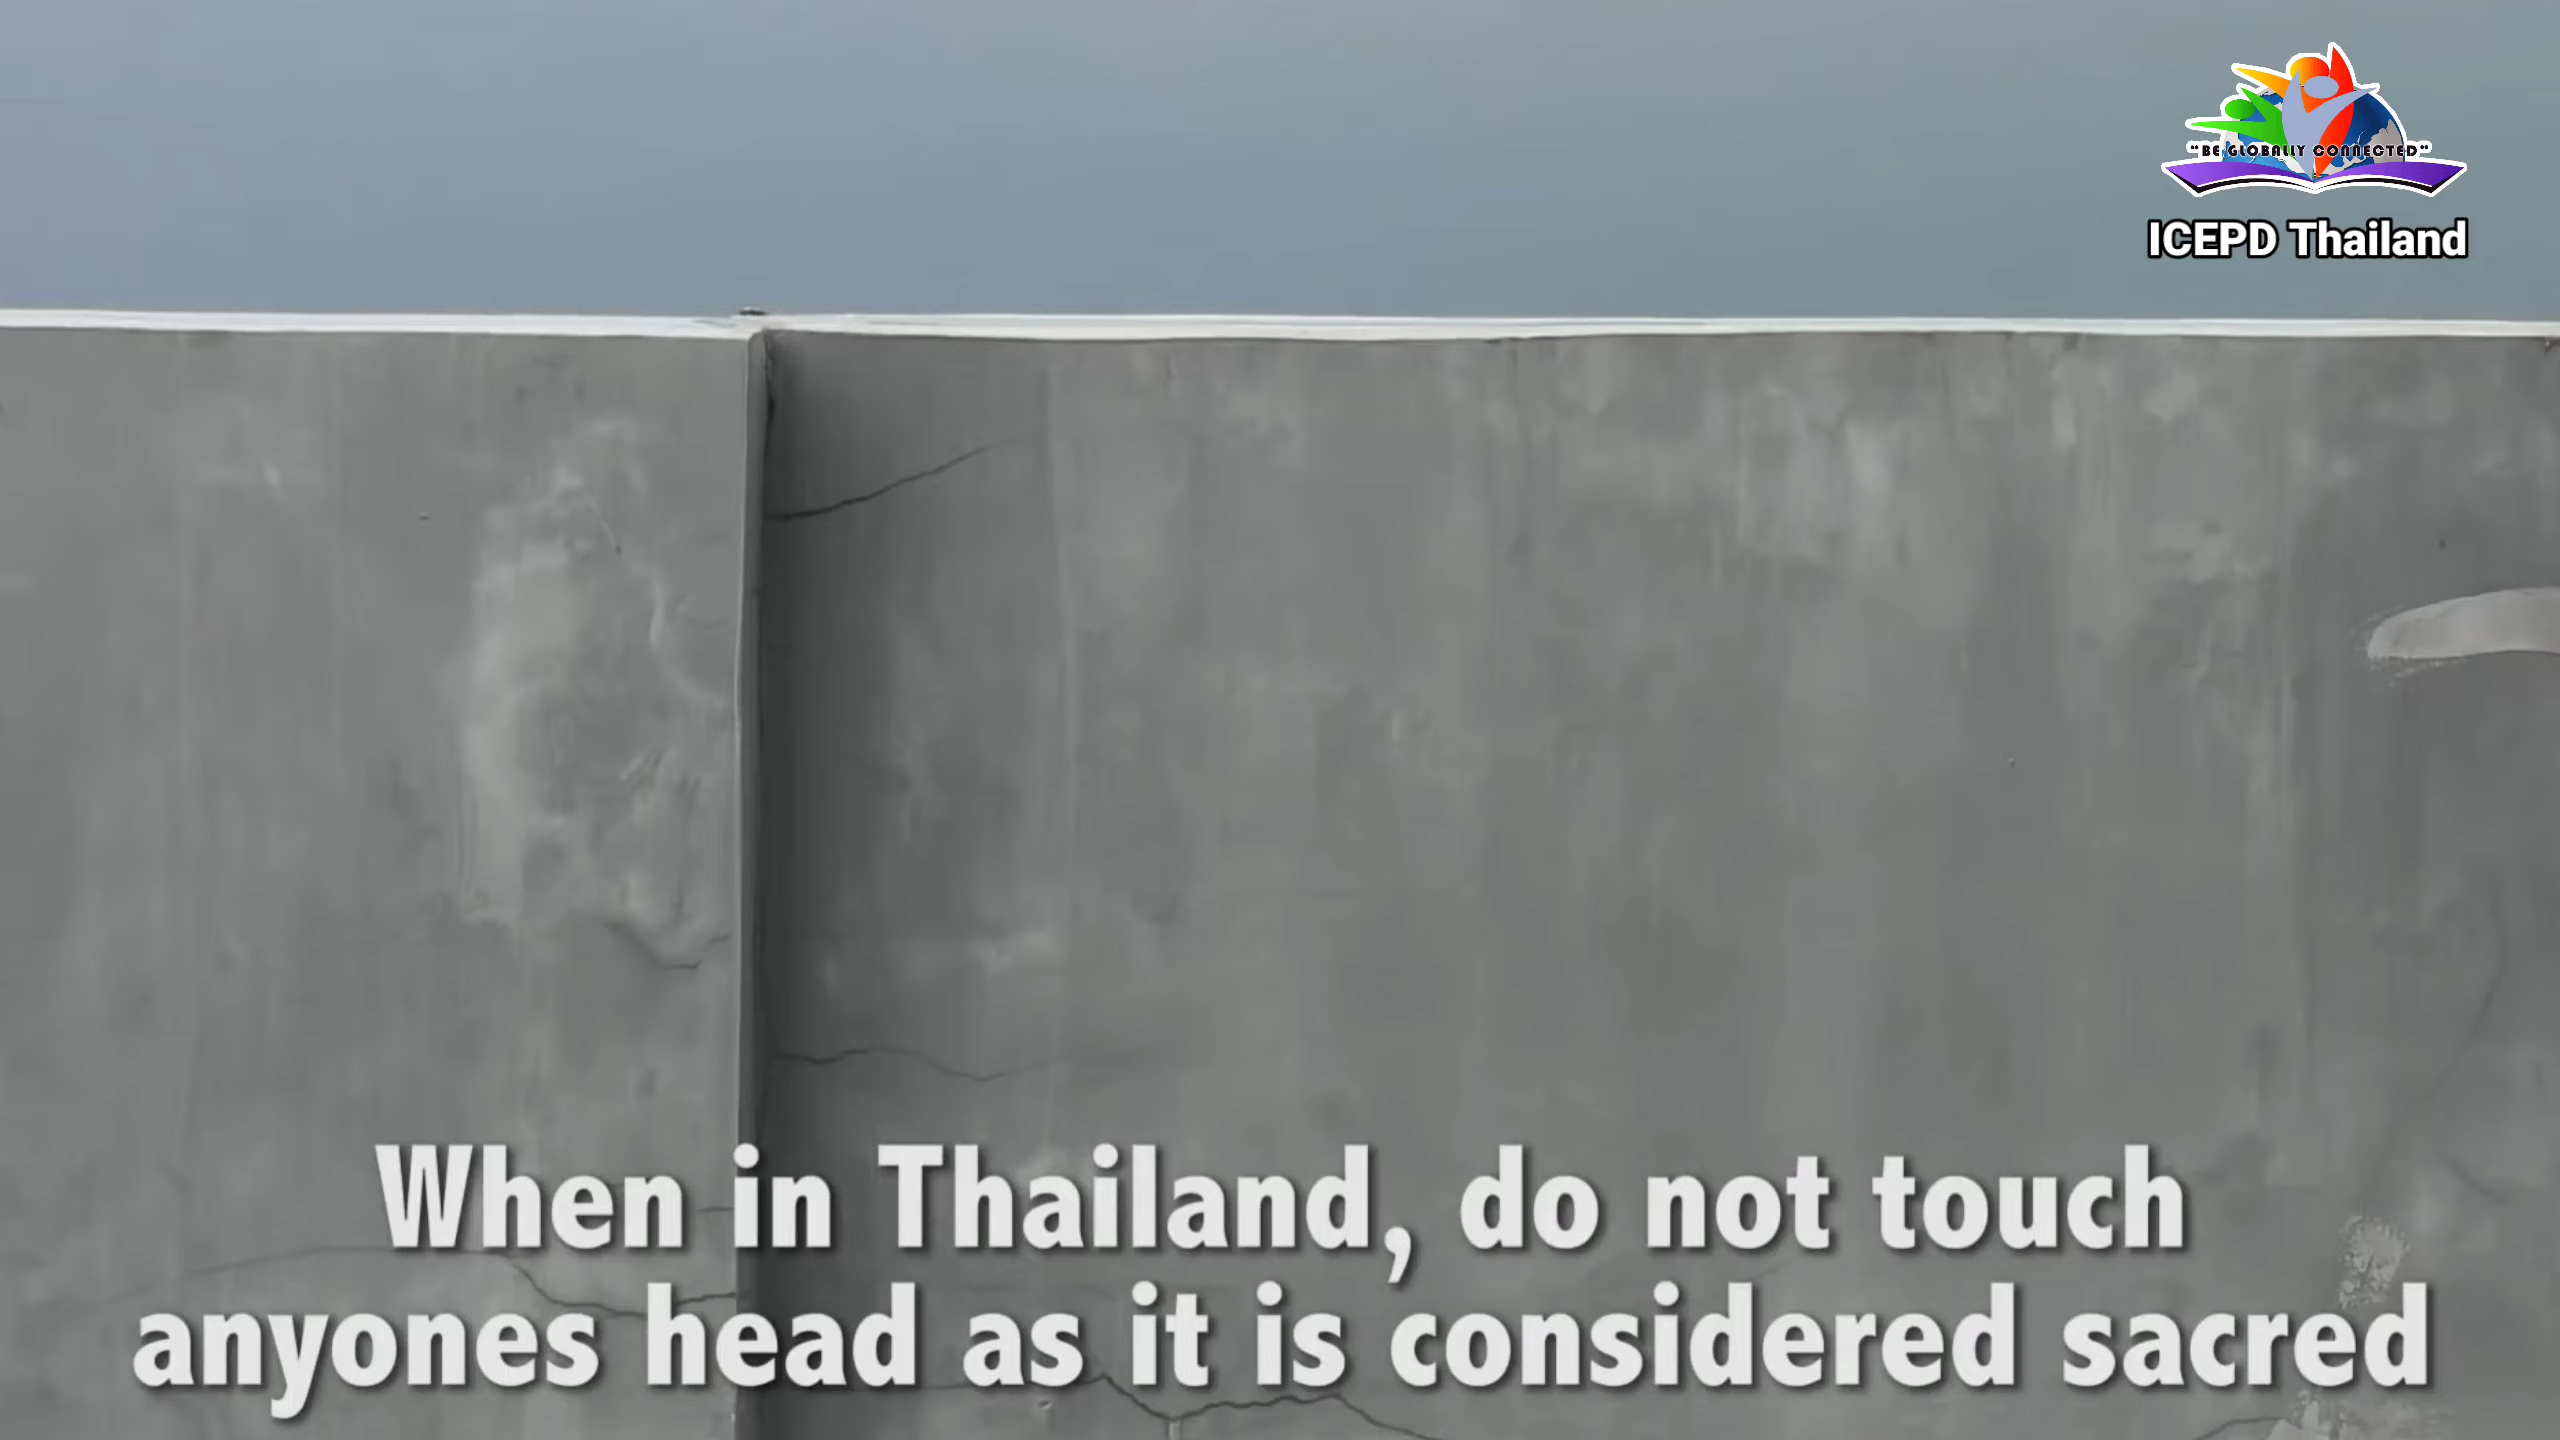 "BE GLOBALLY CONNECTED"
ICEPD Thailand
When in Thailand, do not touch
anyones head as it is considered sacred